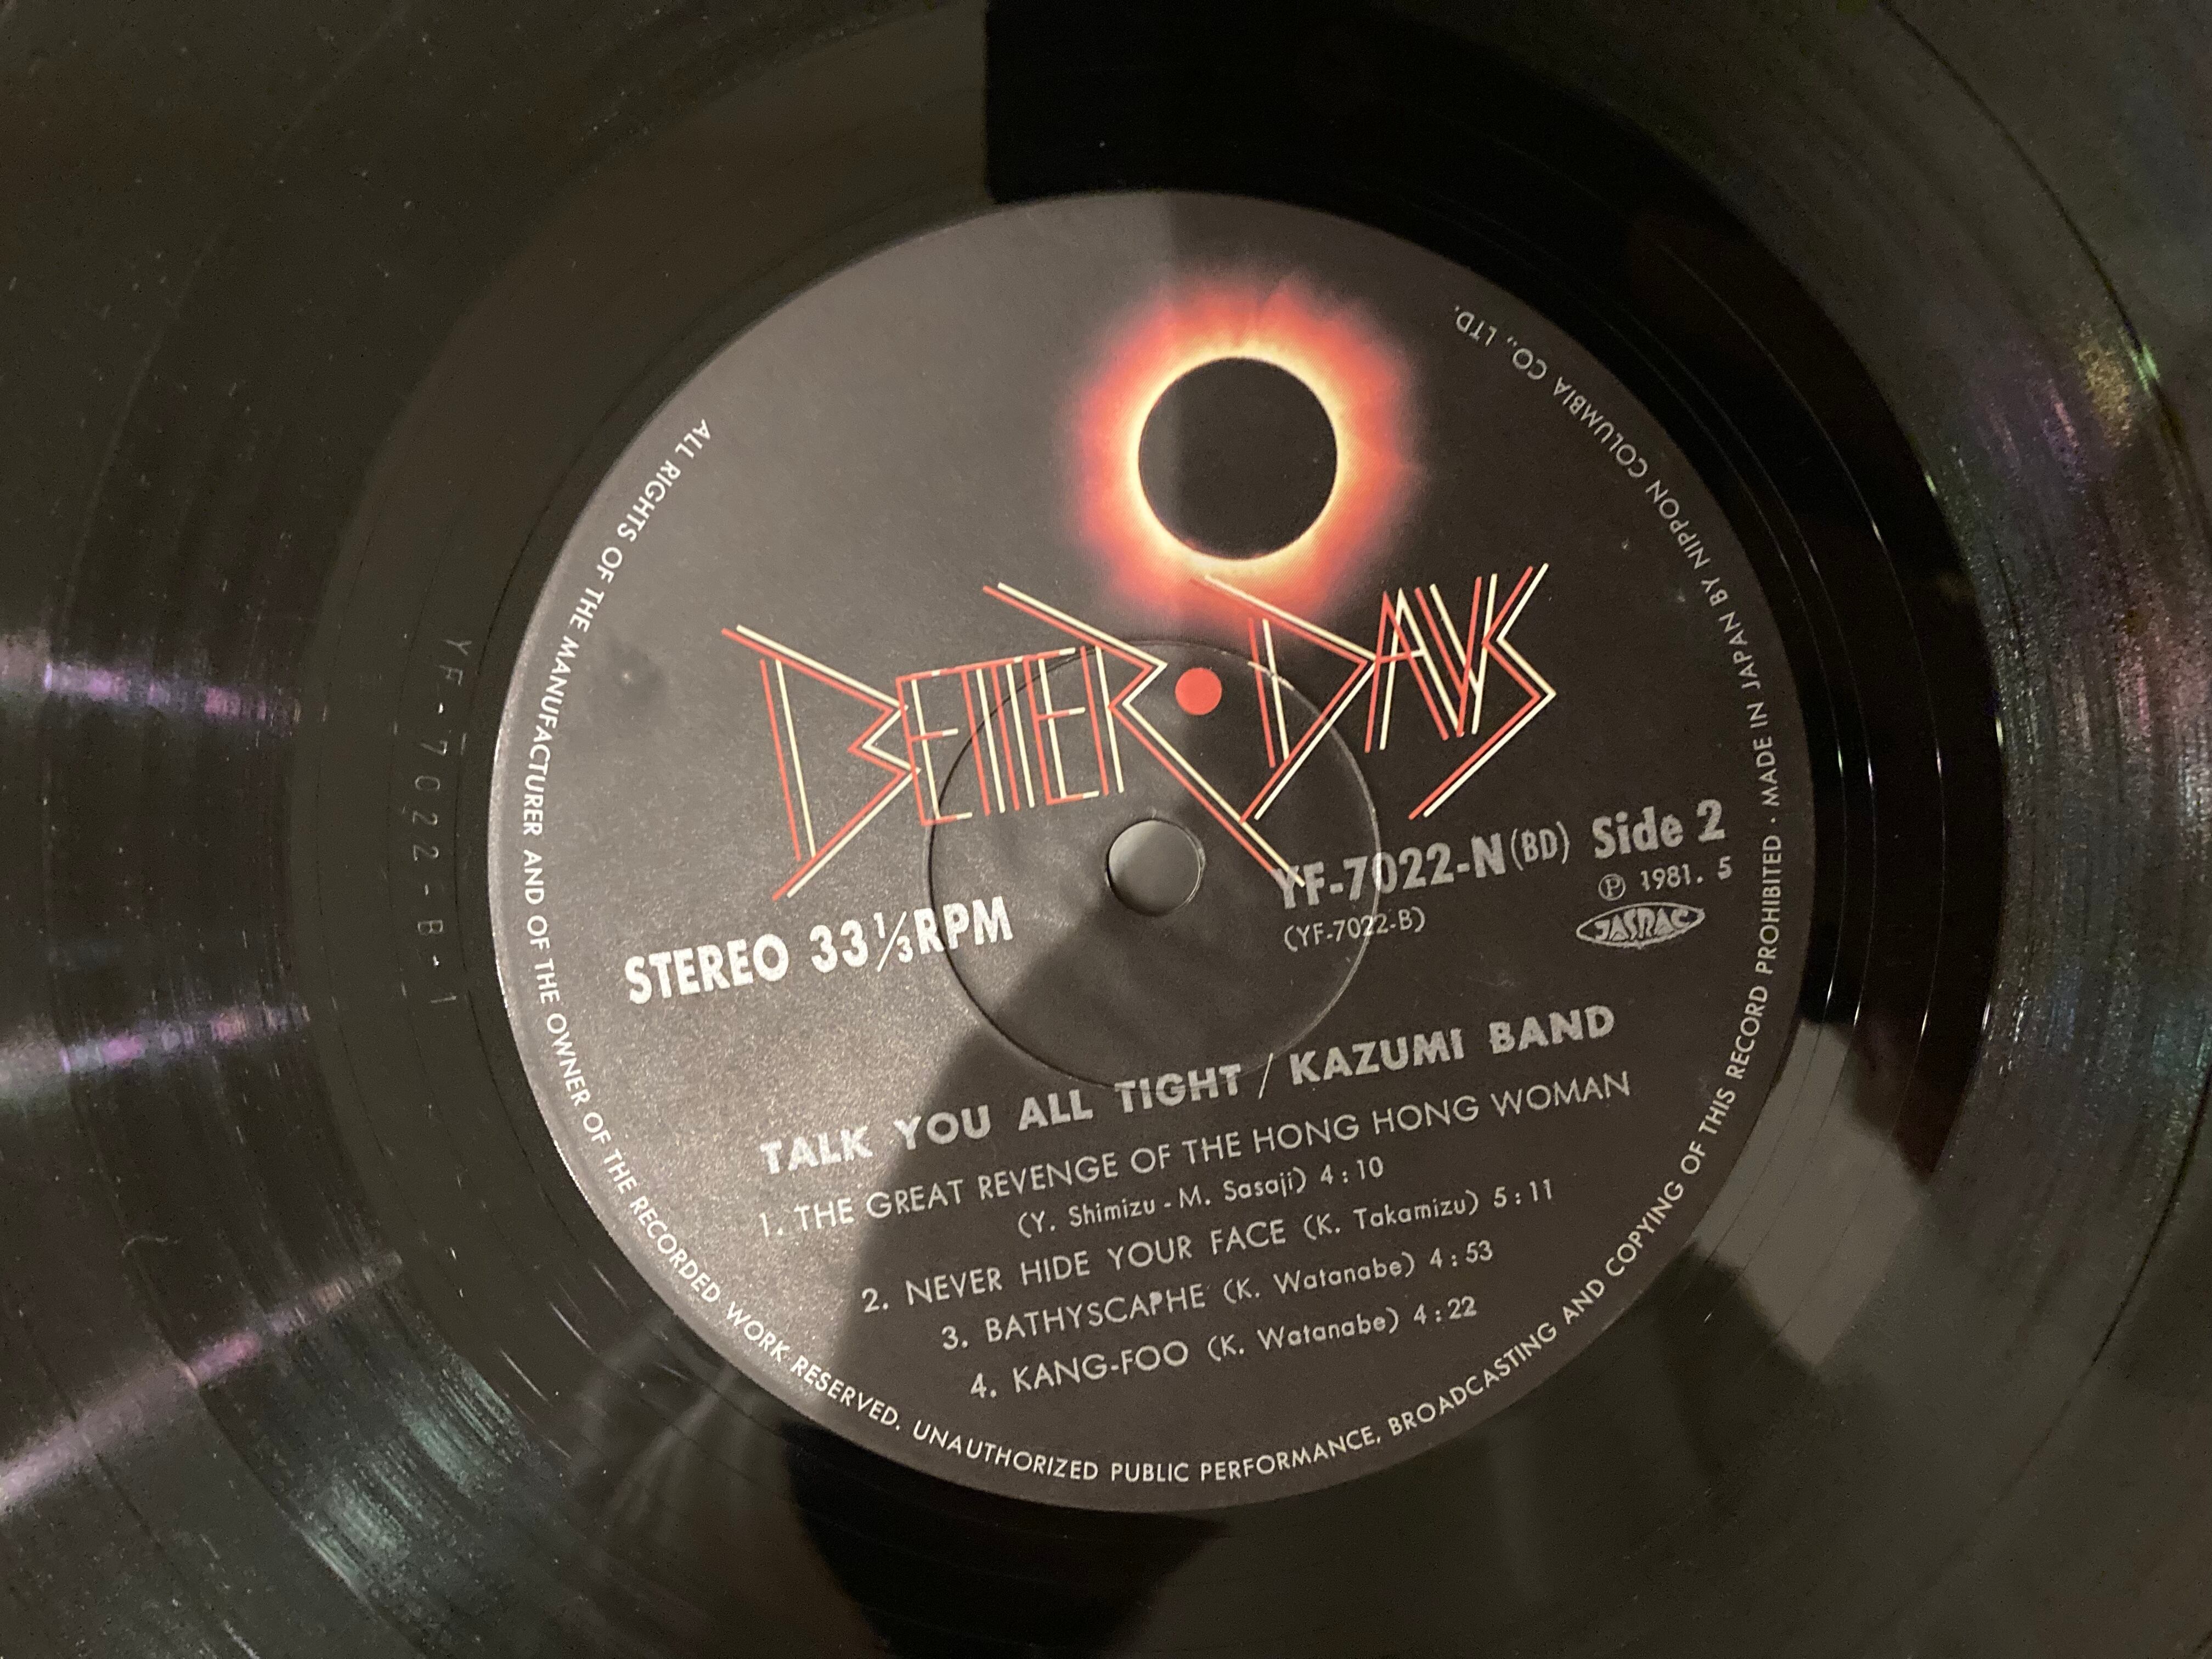 BETTER • DAYS
STEREO 33 1/3 RPM
YF-7022-N (BD) Side 2
(YF-7022-B)
Ⓟ 1981. 5
JASRAC
TALK YOU ALL TIGHT / KAZUMI BAND
1. THE GREAT REVENGE OF THE HONG HONG WOMAN
(Y. Shimizu - M. Sasaji) 4:10
2. NEVER HIDE YOUR FACE (K. Takamizu) 5:11
3. BATHYSCAPHE (K. Watanabe) 4:53
4. KANG-FOO (K. Watanabe) 4:22
ALL RIGHTS OF THE MANUFACTURER AND OF THE OWNER OF THE RECORDED WORK RESERVED. UNAUTHORIZED PUBLIC PERFORMANCE, BROADCASTING AND COPYING OF THIS RECORD PROHIBITED · MADE IN JAPAN BY NIPPON COLUMBIA CO., LTD.
YF-7022-B-1